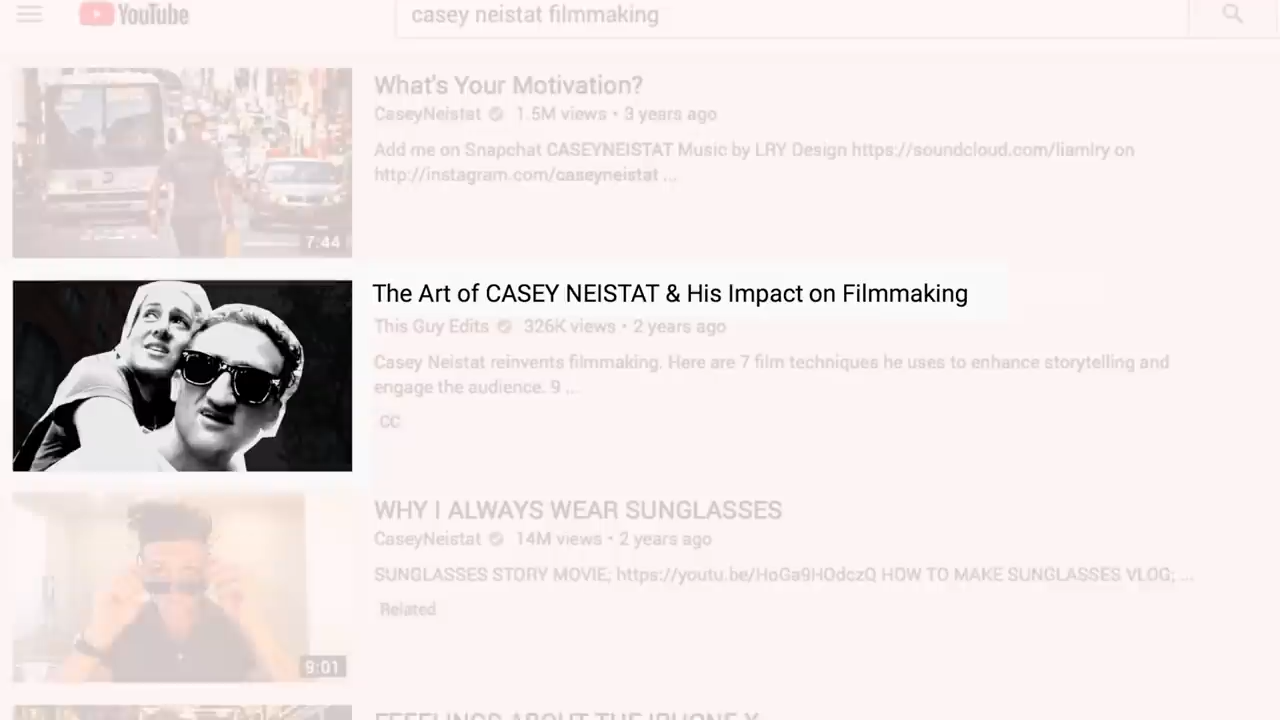 YouTube
casey neistat filmmaking
What's Your Motivation?
CaseyNeistat 1.5M views • 3 years ago
Add me on Snapchat CASEYNEISTAT Music by LRY Design https://soundcloud.com/liamlry on
http://instagram.com/caseyneistat ...
7:44
The Art of CASEY NEISTAT & His Impact on Filmmaking
This Guy Edits 326K views • 2 years ago
Casey Neistat reinvents filmmaking. Here are 7 film techniques he uses to enhance storytelling and
engage the audience. 9 ...
CC
WHY I ALWAYS WEAR SUNGLASSES
CaseyNeistat 14M views • 2 years ago
SUNGLASSES STORY MOVIE; https://youtu.be/HoGa9HOdczQ HOW TO MAKE SUNGLASSES VLOG; ...
Related
9:01
FEEELINGS ABOUT THE IPHONE X